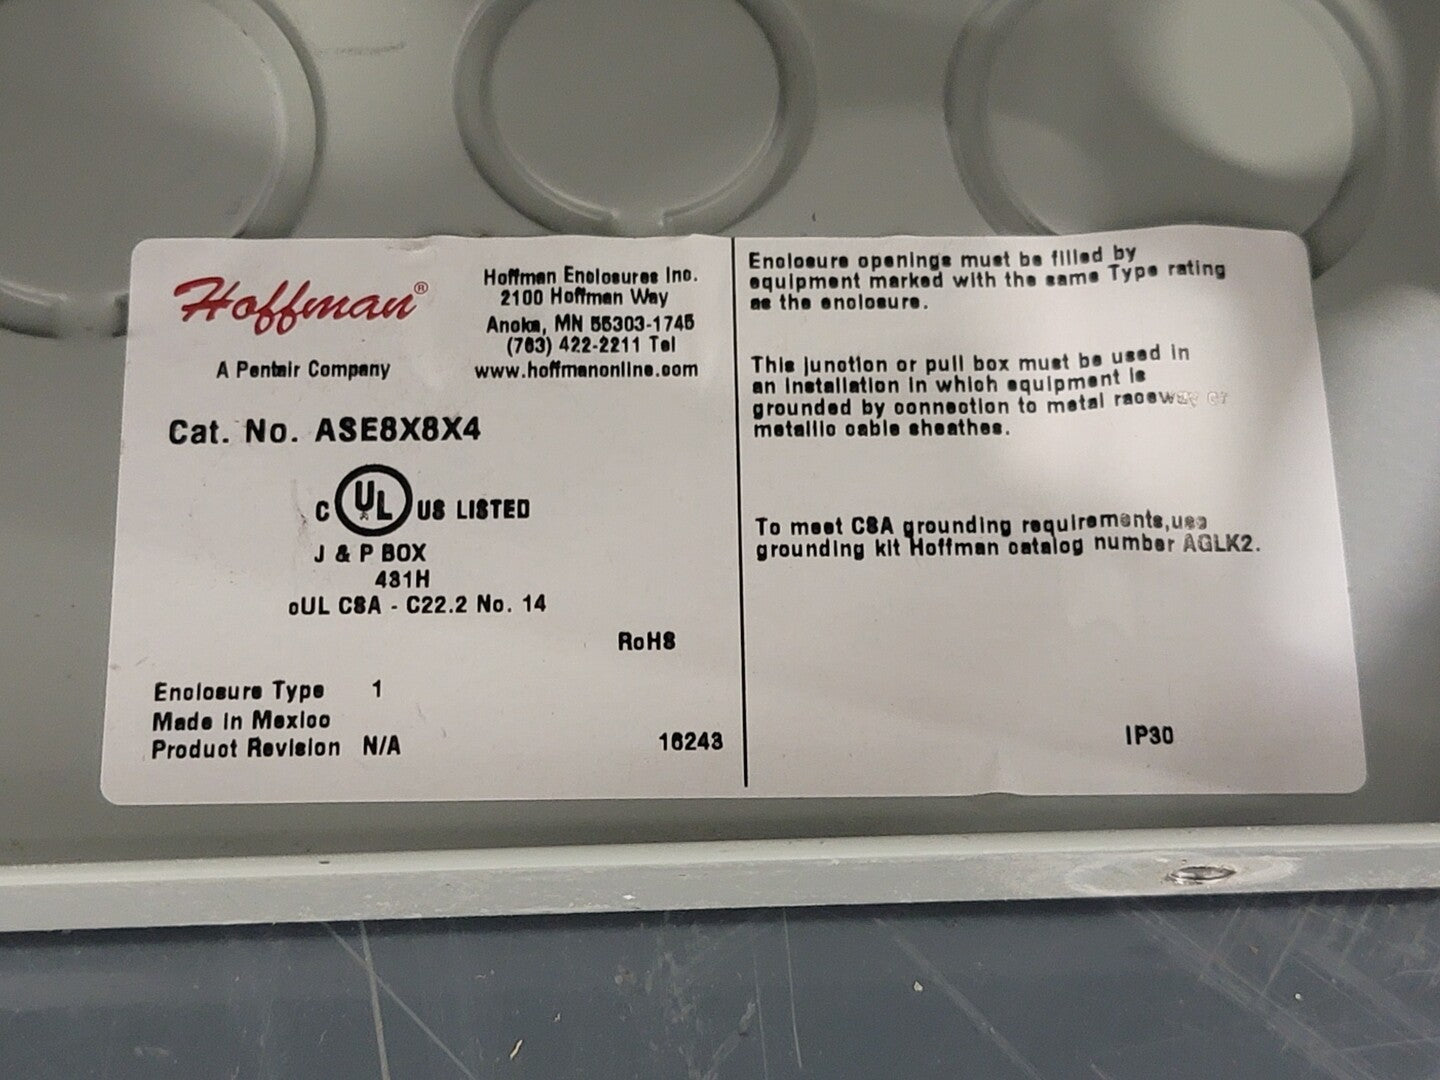 Hoffman®
A Pentair Company
Hoffman Enclosures Inc.
2100 Hoffman Way
Anoka, MN 55303-1745
(763) 422-2211 Tel
www.hoffmanonline.com
Cat. No. ASE8X8X4
C UL US LISTED
J & P BOX
481H
cUL CSA - C22.2 No. 14
RoHS
Enclosure Type 1
Made in Mexico
Product Revision N/A
16243
Enclosure openings must be filled by
equipment marked with the same Type rating
as the enclosure.
This junction or pull box must be used in
an installation in which equipment is
grounded by connection to metal raceway or
metallic cable sheathes.
To meet CSA grounding requirements,use
grounding kit Hoffman catalog number AGLK2.
IP30